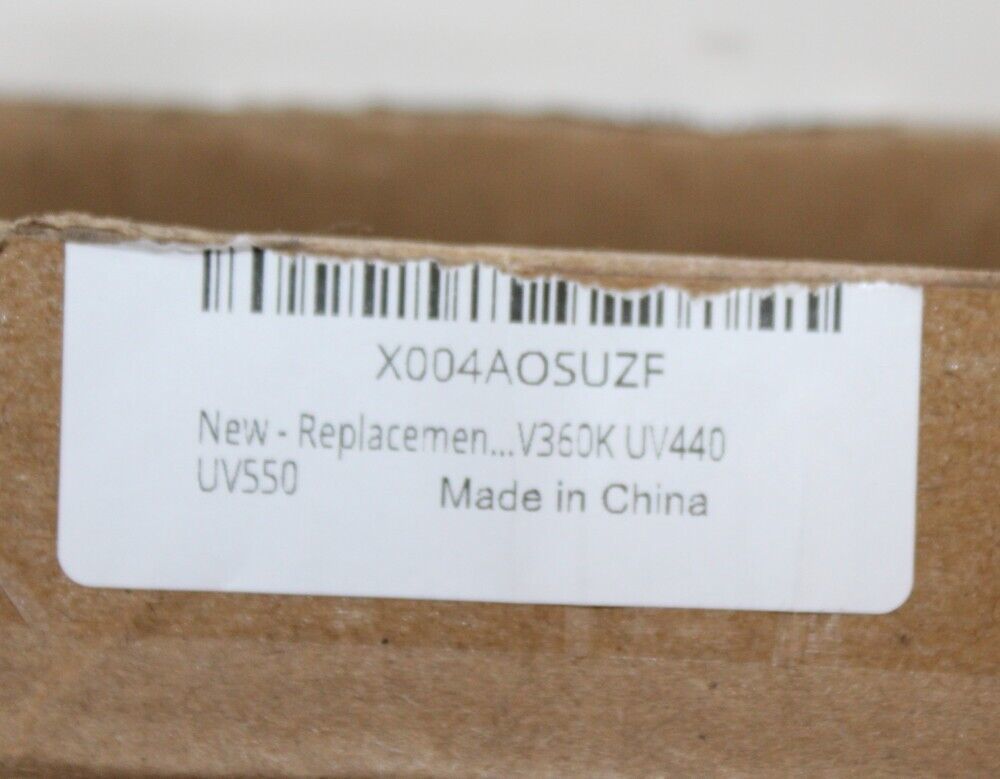 X004AOSUZF
New - Replacemen...V360K UV440
UV550
Made in China